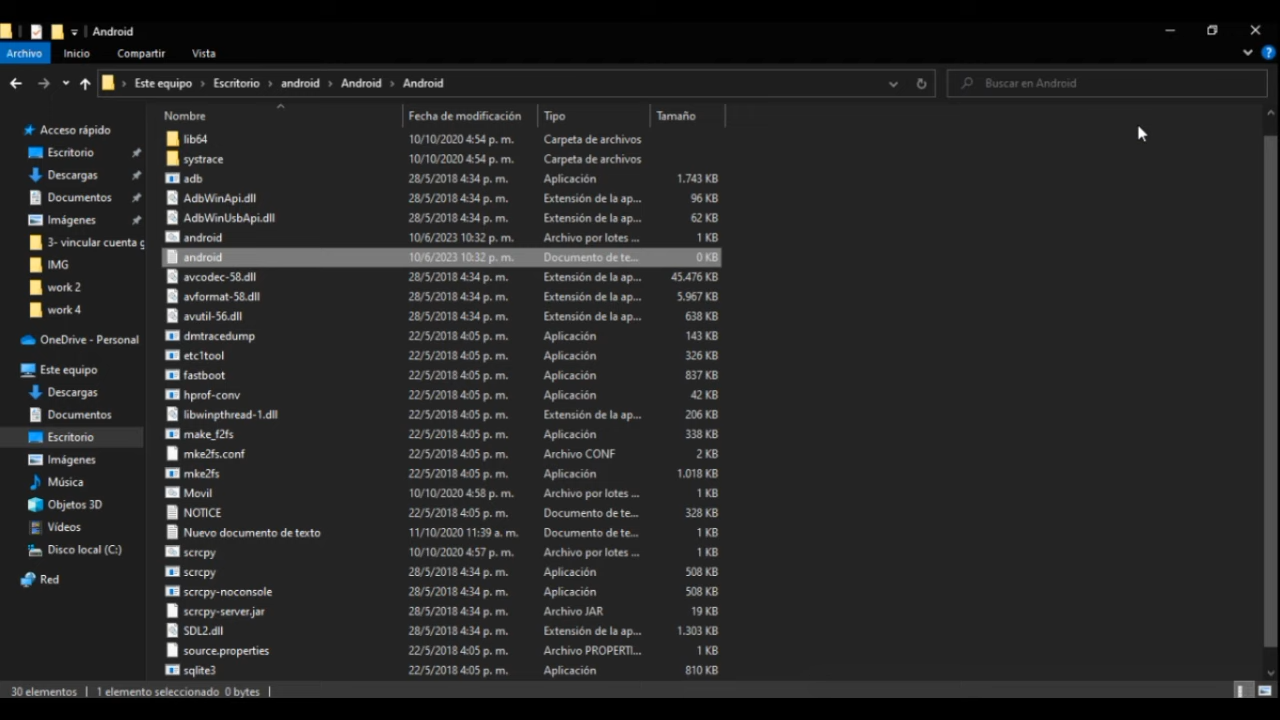 Android
Archivo Inicio Compartir Vista
Este equipo Escritorio android Android Android
Buscar en Android
Acceso rápido
Escritorio
Descargas
Documentos
Imágenes
3- vincular cuenta g
IMG
work 2
work 4
OneDrive - Personal
Este equipo
Descargas
Documentos
Escritorio
Imágenes
Música
Objetos 3D
Vídeos
Disco local (C:)
Red
Nombre Fecha de modificación Tipo Tamaño
lib64 10/10/2020 4:54 p. m. Carpeta de archivos
systrace 10/10/2020 4:54 p. m. Carpeta de archivos
adb 28/5/2018 4:34 p. m. Aplicación 1.743 KB
AdbWinApi.dll 28/5/2018 4:34 p. m. Extensión de la ap... 96 KB
AdbWinUsbApi.dll 28/5/2018 4:34 p. m. Extensión de la ap... 62 KB
android 10/6/2023 10:32 p. m. Archivo por lotes ... 1 KB
android 10/6/2023 10:32 p. m. Documento de te... 0 KB
avcodec-58.dll 28/5/2018 4:34 p. m. Extensión de la ap... 45.476 KB
avformat-58.dll 28/5/2018 4:34 p. m. Extensión de la ap... 5.967 KB
avutil-56.dll 28/5/2018 4:34 p. m. Extensión de la ap... 638 KB
dmtracedump 22/5/2018 4:05 p. m. Aplicación 143 KB
etc1tool 22/5/2018 4:05 p. m. Aplicación 326 KB
fastboot 22/5/2018 4:05 p. m. Aplicación 837 KB
hprof-conv 22/5/2018 4:05 p. m. Aplicación 42 KB
libwinpthread-1.dll 22/5/2018 4:05 p. m. Extensión de la ap... 206 KB
make_f2fs 22/5/2018 4:05 p. m. Aplicación 338 KB
mke2fs.conf 22/5/2018 4:05 p. m. Archivo CONF 2 KB
mke2fs 22/5/2018 4:05 p. m. Aplicación 1.018 KB
Movil 10/10/2020 4:58 p. m. Archivo por lotes ... 1 KB
NOTICE 22/5/2018 4:05 p. m. Documento de te... 328 KB
Nuevo documento de texto 11/10/2020 11:39 a. m. Documento de te... 1 KB
scrcpy 10/10/2020 4:57 p. m. Archivo por lotes ... 1 KB
scrcpy 28/5/2018 4:34 p. m. Aplicación 508 KB
scrcpy-noconsole 28/5/2018 4:34 p. m. Aplicación 508 KB
scrcpy-server.jar 28/5/2018 4:34 p. m. Archivo JAR 19 KB
SDL2.dll 28/5/2018 4:34 p. m. Extensión de la ap... 1.303 KB
source.properties 22/5/2018 4:05 p. m. Archivo PROPERTI... 1 KB
sqlite3 22/5/2018 4:05 p. m. Aplicación 810 KB
30 elementos 1 elemento seleccionado 0 bytes